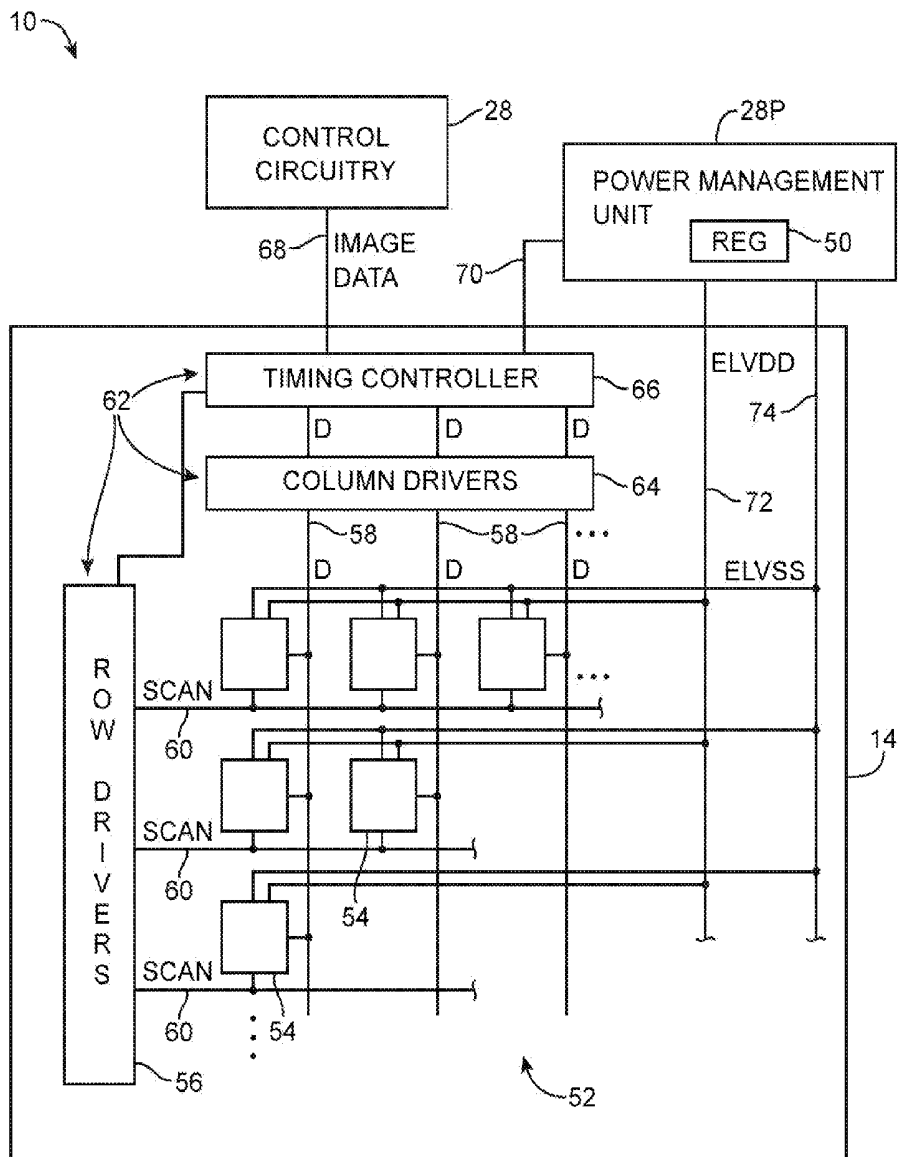 10
CONTROL
CIRCUITRY
28
28P
POWER MANAGEMENT
UNIT
REG
50
68
IMAGE
DATA
70
62
TIMING CONTROLLER
66
ELVDD
74
D D D
COLUMN DRIVERS
64
72
58 58 ...
D D D
ELVSS
ROW DRIVERS
...
SCAN
60
14
SCAN
60
54
SCAN
60
54
56
52